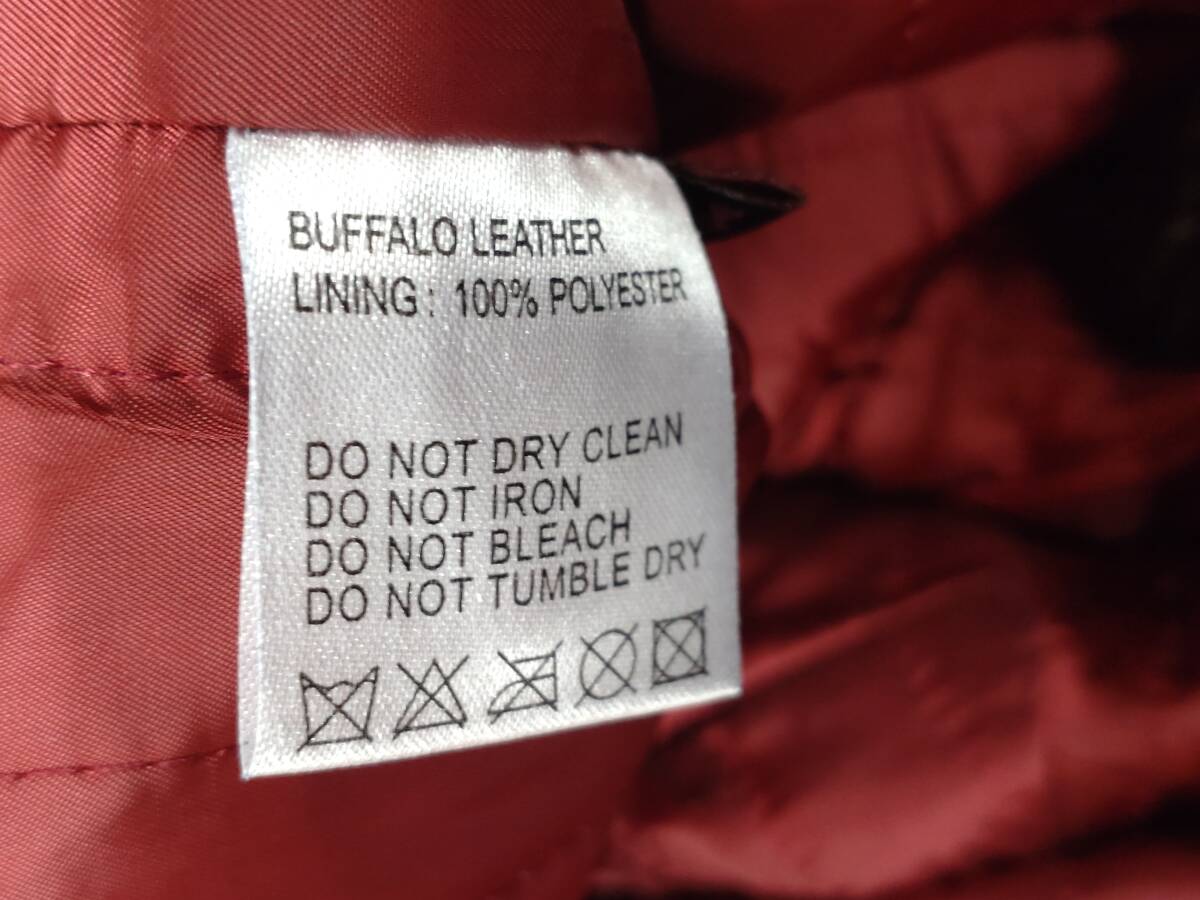 BUFFALO LEATHER
LINING: 100% POLYESTER
DO NOT DRY CLEAN
DO NOT IRON
DO NOT BLEACH
DO NOT TUMBLE DRY